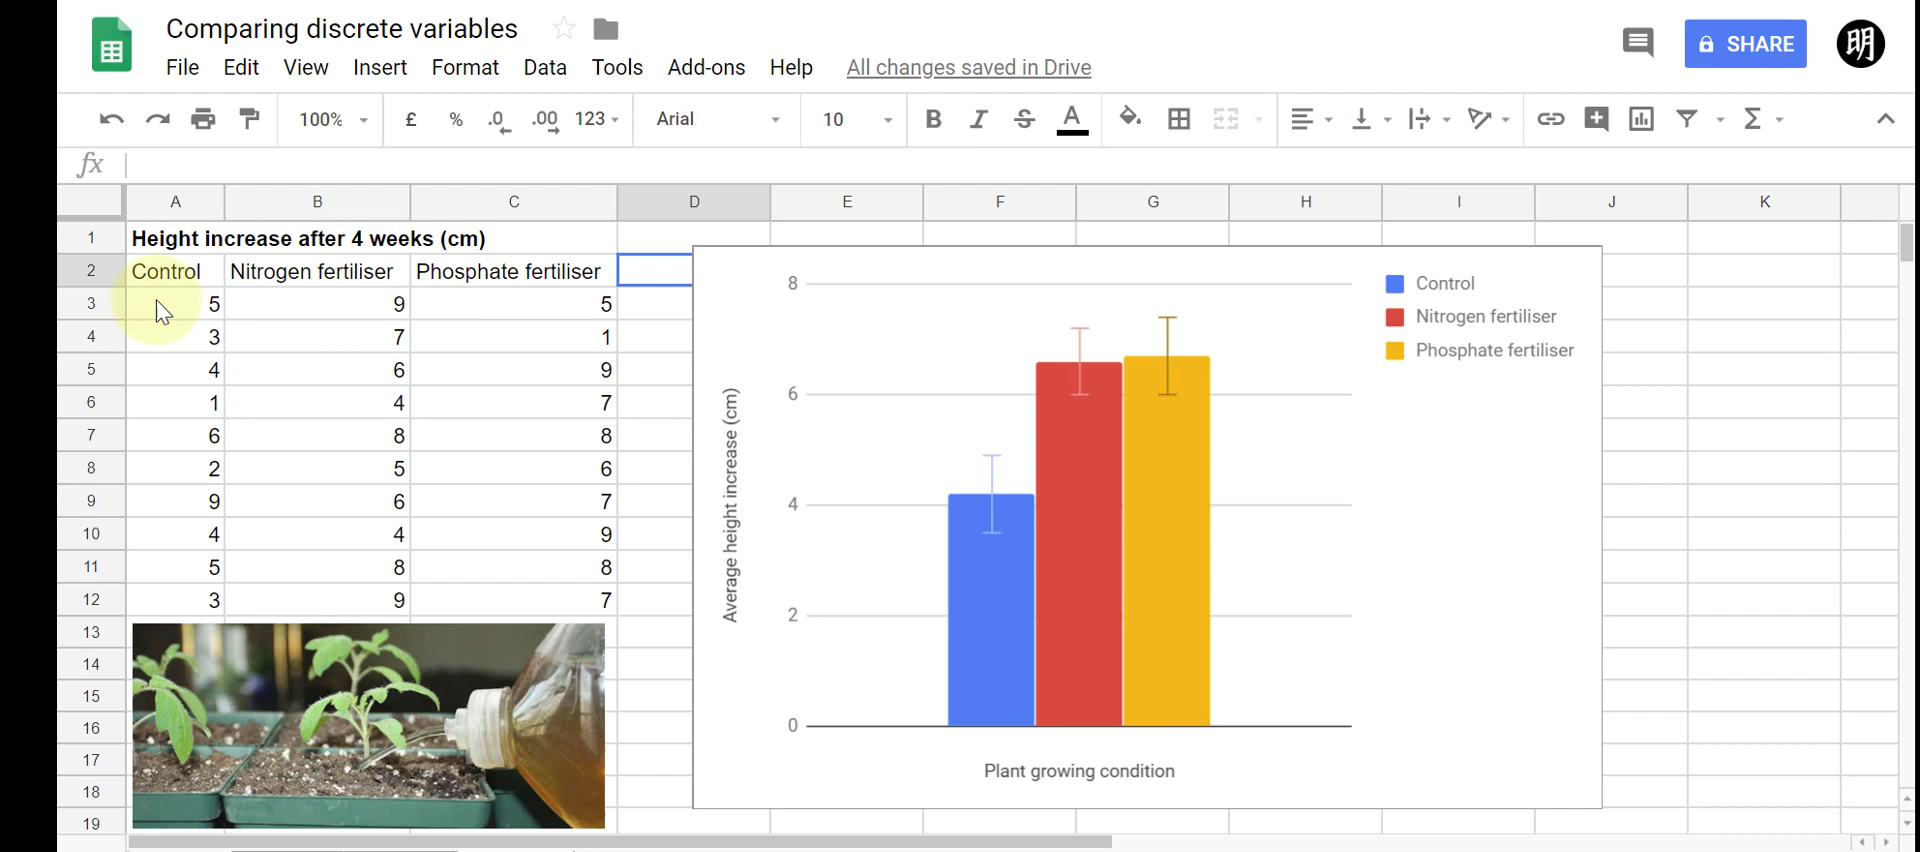 Comparing discrete variables
File Edit View Insert Format Data Tools Add-ons Help All changes saved in Drive
SHARE
明
100% £ % .0 .00 123 Arial 10 B I S A Σ
fx
A B C D E F G H I J K
1 Height increase after 4 weeks (cm)
2 Control Nitrogen fertiliser Phosphate fertiliser
3 5 9 5
4 3 7 1
5 4 6 9
6 1 4 7
7 6 8 8
8 2 5 6
9 9 6 7
10 4 4 9
11 5 8 8
12 3 9 7
13
14
15
16
17
18
19
8
6
4
2
0
Average height increase (cm)
Plant growing condition
Control
Nitrogen fertiliser
Phosphate fertiliser